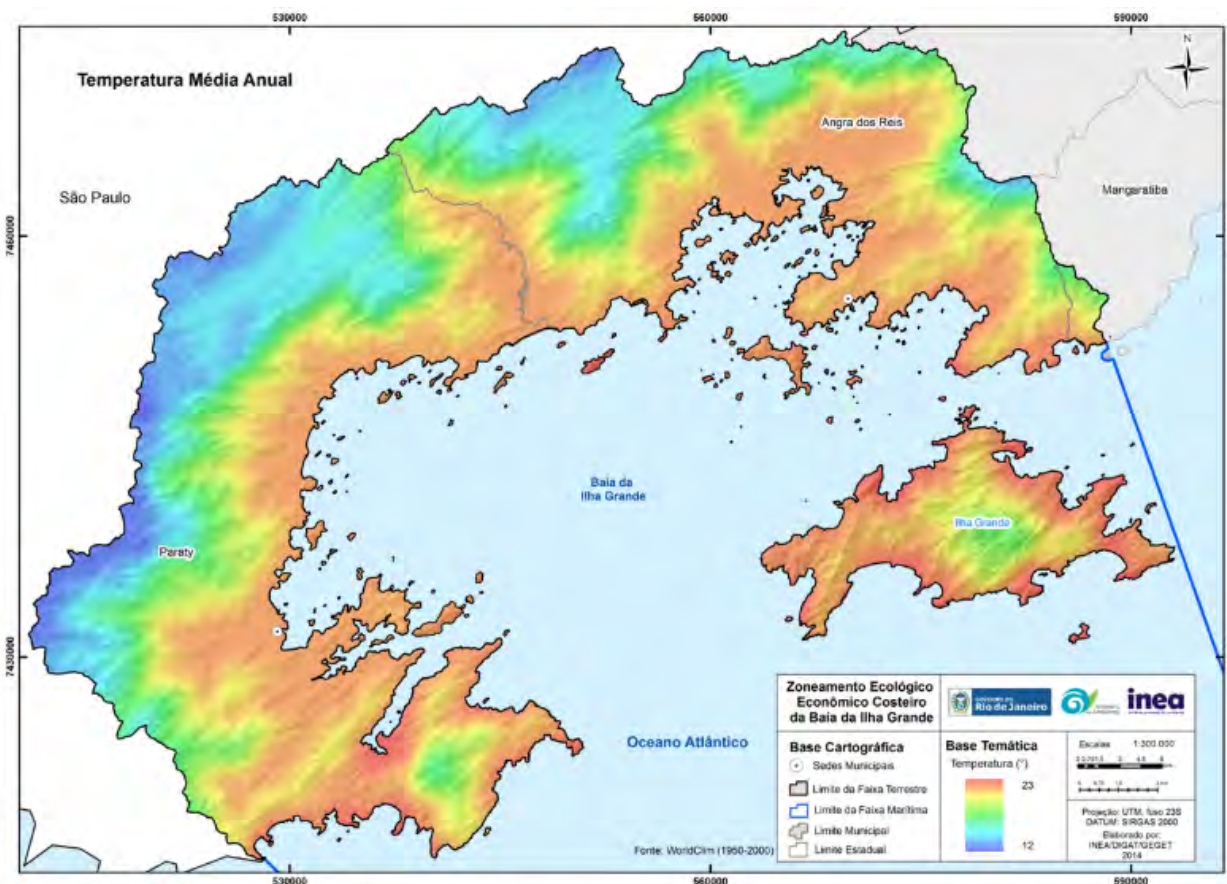 530000
560000
590000
Temperatura Média Anual
N
Angra dos Reis
Mangaratiba
São Paulo
7460000
7460000
Baia da
Ilha Grande
Ilha Grande
Paraty
7430000
7430000
Zoneamento Ecológico
Econômico Costeiro
da Baía da Ilha Grande
Rio de Janeiro
inea
Oceano Atlântico
Base Cartográfica
Sedes Municipais
Limite da Faixa Terrestre
Limite da Faixa Marítima
Limite Municipal
Limite Estadual
Base Temática
Temperatura (°)
23
12
Escalas 1:300.000
Projeção: UTM, fuso 23S
DATUM: SIRGAS 2000
Elaborado por:
INEA/DIGAT/GEGET
2014
Fonte: WorldClim (1950-2000)
530000
560000
590000